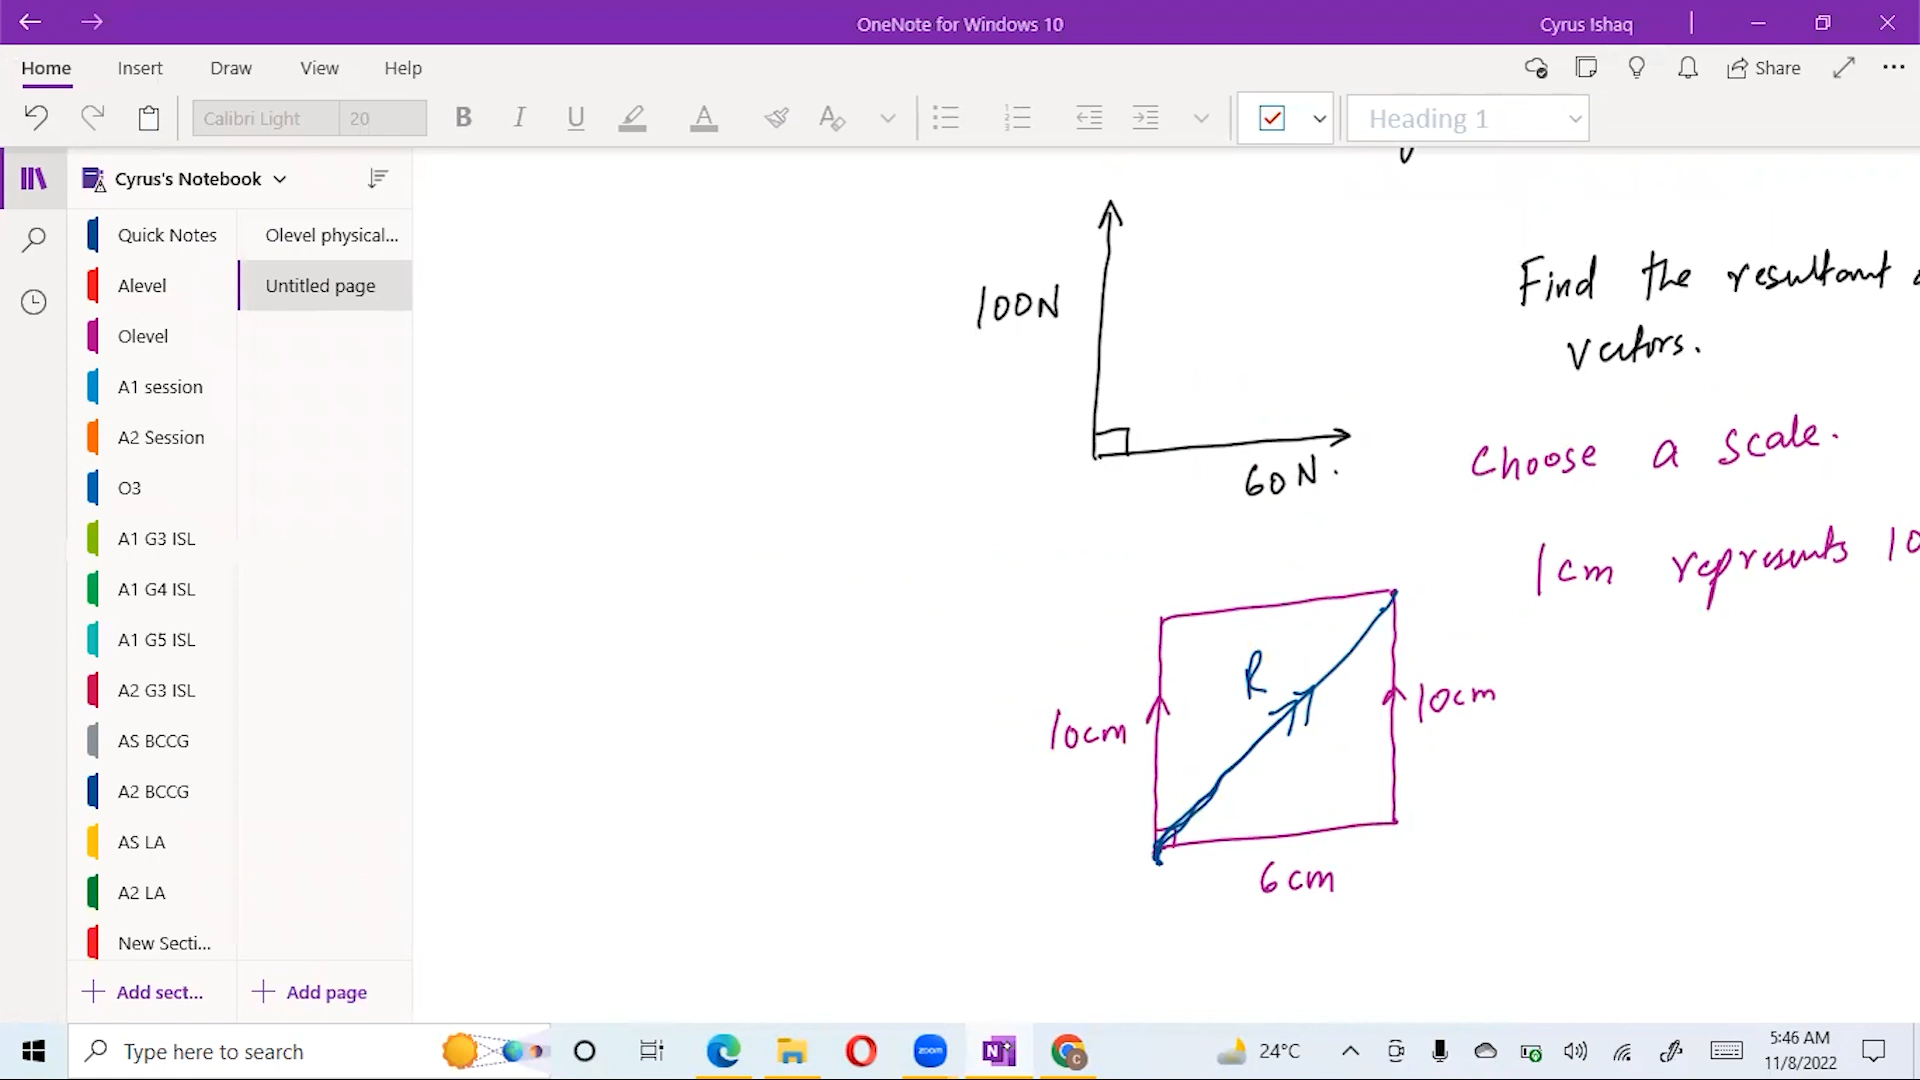 OneNote for Windows 10
Cyrus Ishaq
Home
Insert
Draw
View
Help
Share
Calibri Light
20
B
I
U
A
A
Heading 1
Cyrus's Notebook
Quick Notes
Alevel
Olevel
A1 session
A2 Session
O3
A1 G3 ISL
A1 G4 ISL
A1 G5 ISL
A2 G3 ISL
AS BCCG
A2 BCCG
AS LA
A2 LA
New Secti...
Add sect...
Olevel physical...
Untitled page
Add page
100N
60N.
Find the resultant
vectors.
Choose a scale.
1cm represents 10
R
10cm
10cm
6cm
Type here to search
zoom
24°C
5:46 AM
11/8/2022